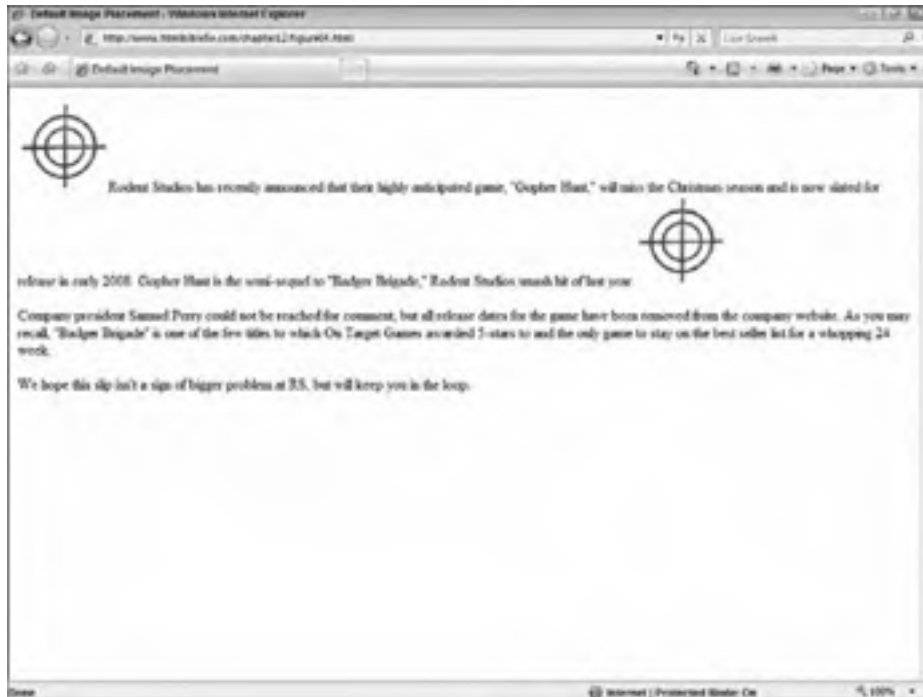 Default Image Placement - Windows Internet Explorer
Live Search
Default Image Placement
Page Tools
Rodent Studios has recently announced that their highly anticipated game, "Gopher Hunt," will miss the Christmas season and is now slated for
release in early 2008. Gopher Hunt is the semi-sequel to "Badger Brigade," Rodent Studios smash hit of last year.
Company president Samuel Perry could not be reached for comment, but all release dates for the game have been removed from the company website. As you may
recall, "Badger Brigade" is one of the few titles to which On Target Games awarded 5-stars to and the only game to stay on the best seller list for a whopping 24
week.
We hope this slip isn't a sign of bigger problem at RS, but will keep you in the loop.
Done
Internet | Protected Mode: On
100%